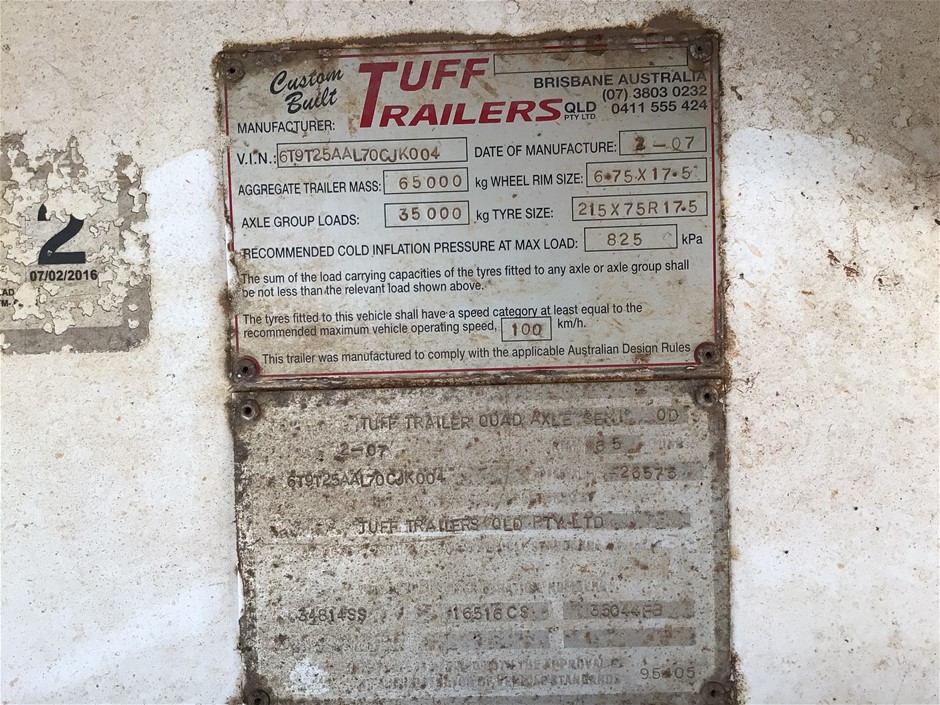 2
07/02/2016
Custom
Built
TUFF
TRAILERS QLD
PTY LTD
BRISBANE AUSTRALIA
(07) 3803 0232
0411 555 424
MANUFACTURER:
V.I.N.: 6T9T25AAL70CJK004 DATE OF MANUFACTURE: 2-07
AGGREGATE TRAILER MASS: 65000 kg WHEEL RIM SIZE: 6.75X17.5
AXLE GROUP LOADS: 35000 kg TYRE SIZE: 215X75R17.5
RECOMMENDED COLD INFLATION PRESSURE AT MAX LOAD: 825 kPa
The sum of the load carrying capacities of the tyres fitted to any axle or axle group shall
be not less than the relevant load shown above.
The tyres fitted to this vehicle shall have a speed category at least equal to the
recommended maximum vehicle operating speed, 100 km/h.
This trailer was manufactured to comply with the applicable Australian Design Rules
TUFF TRAILER QUAD AXLE
2-07 65
6T9T25AAL70CJK004 26573
TUFF TRAILERS QLD PTY LTD
34814SS 16516CS
THE APPROVAL
OF VEHICLE STANDARDS